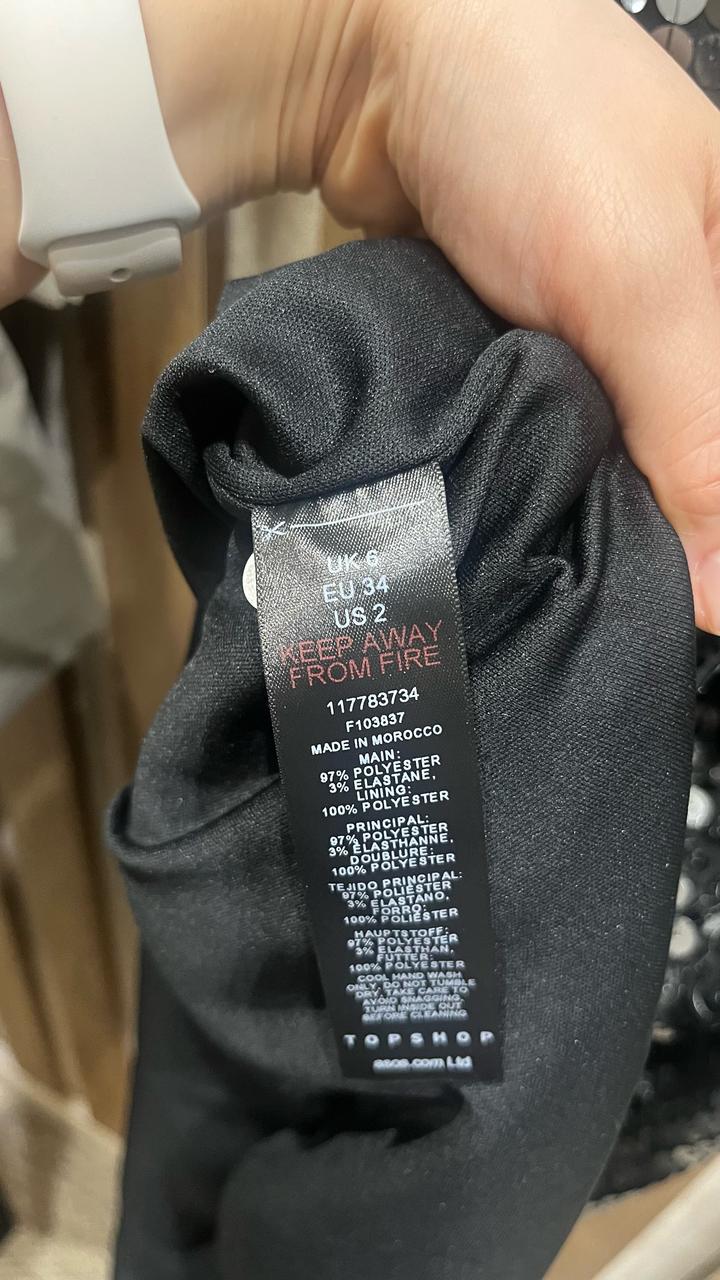 UK 6
EU 34
US 2
KEEP AWAY
FROM FIRE
117783734
F103837
MADE IN MOROCCO
MAIN:
97% POLYESTER
3% ELASTANE,
LINING:
100% POLYESTER
PRINCIPAL:
97% POLYESTER
3% ÉLASTHANNE,
DOUBLURE:
100% POLYESTER
TEJIDO PRINCIPAL:
97% POLIÉSTER
3% ELASTANO,
FORRO:
100% POLIÉSTER
HAUPTSTOFF:
97% POLYESTER
3% ELASTHAN,
FUTTER:
100% POLYESTER
COOL HAND WASH
ONLY, DO NOT TUMBLE
DRY, TAKE CARE TO
AVOID SNAGGING,
TURN INSIDE OUT
BEFORE CLEANING
TOPSHOP
asos.com Ltd